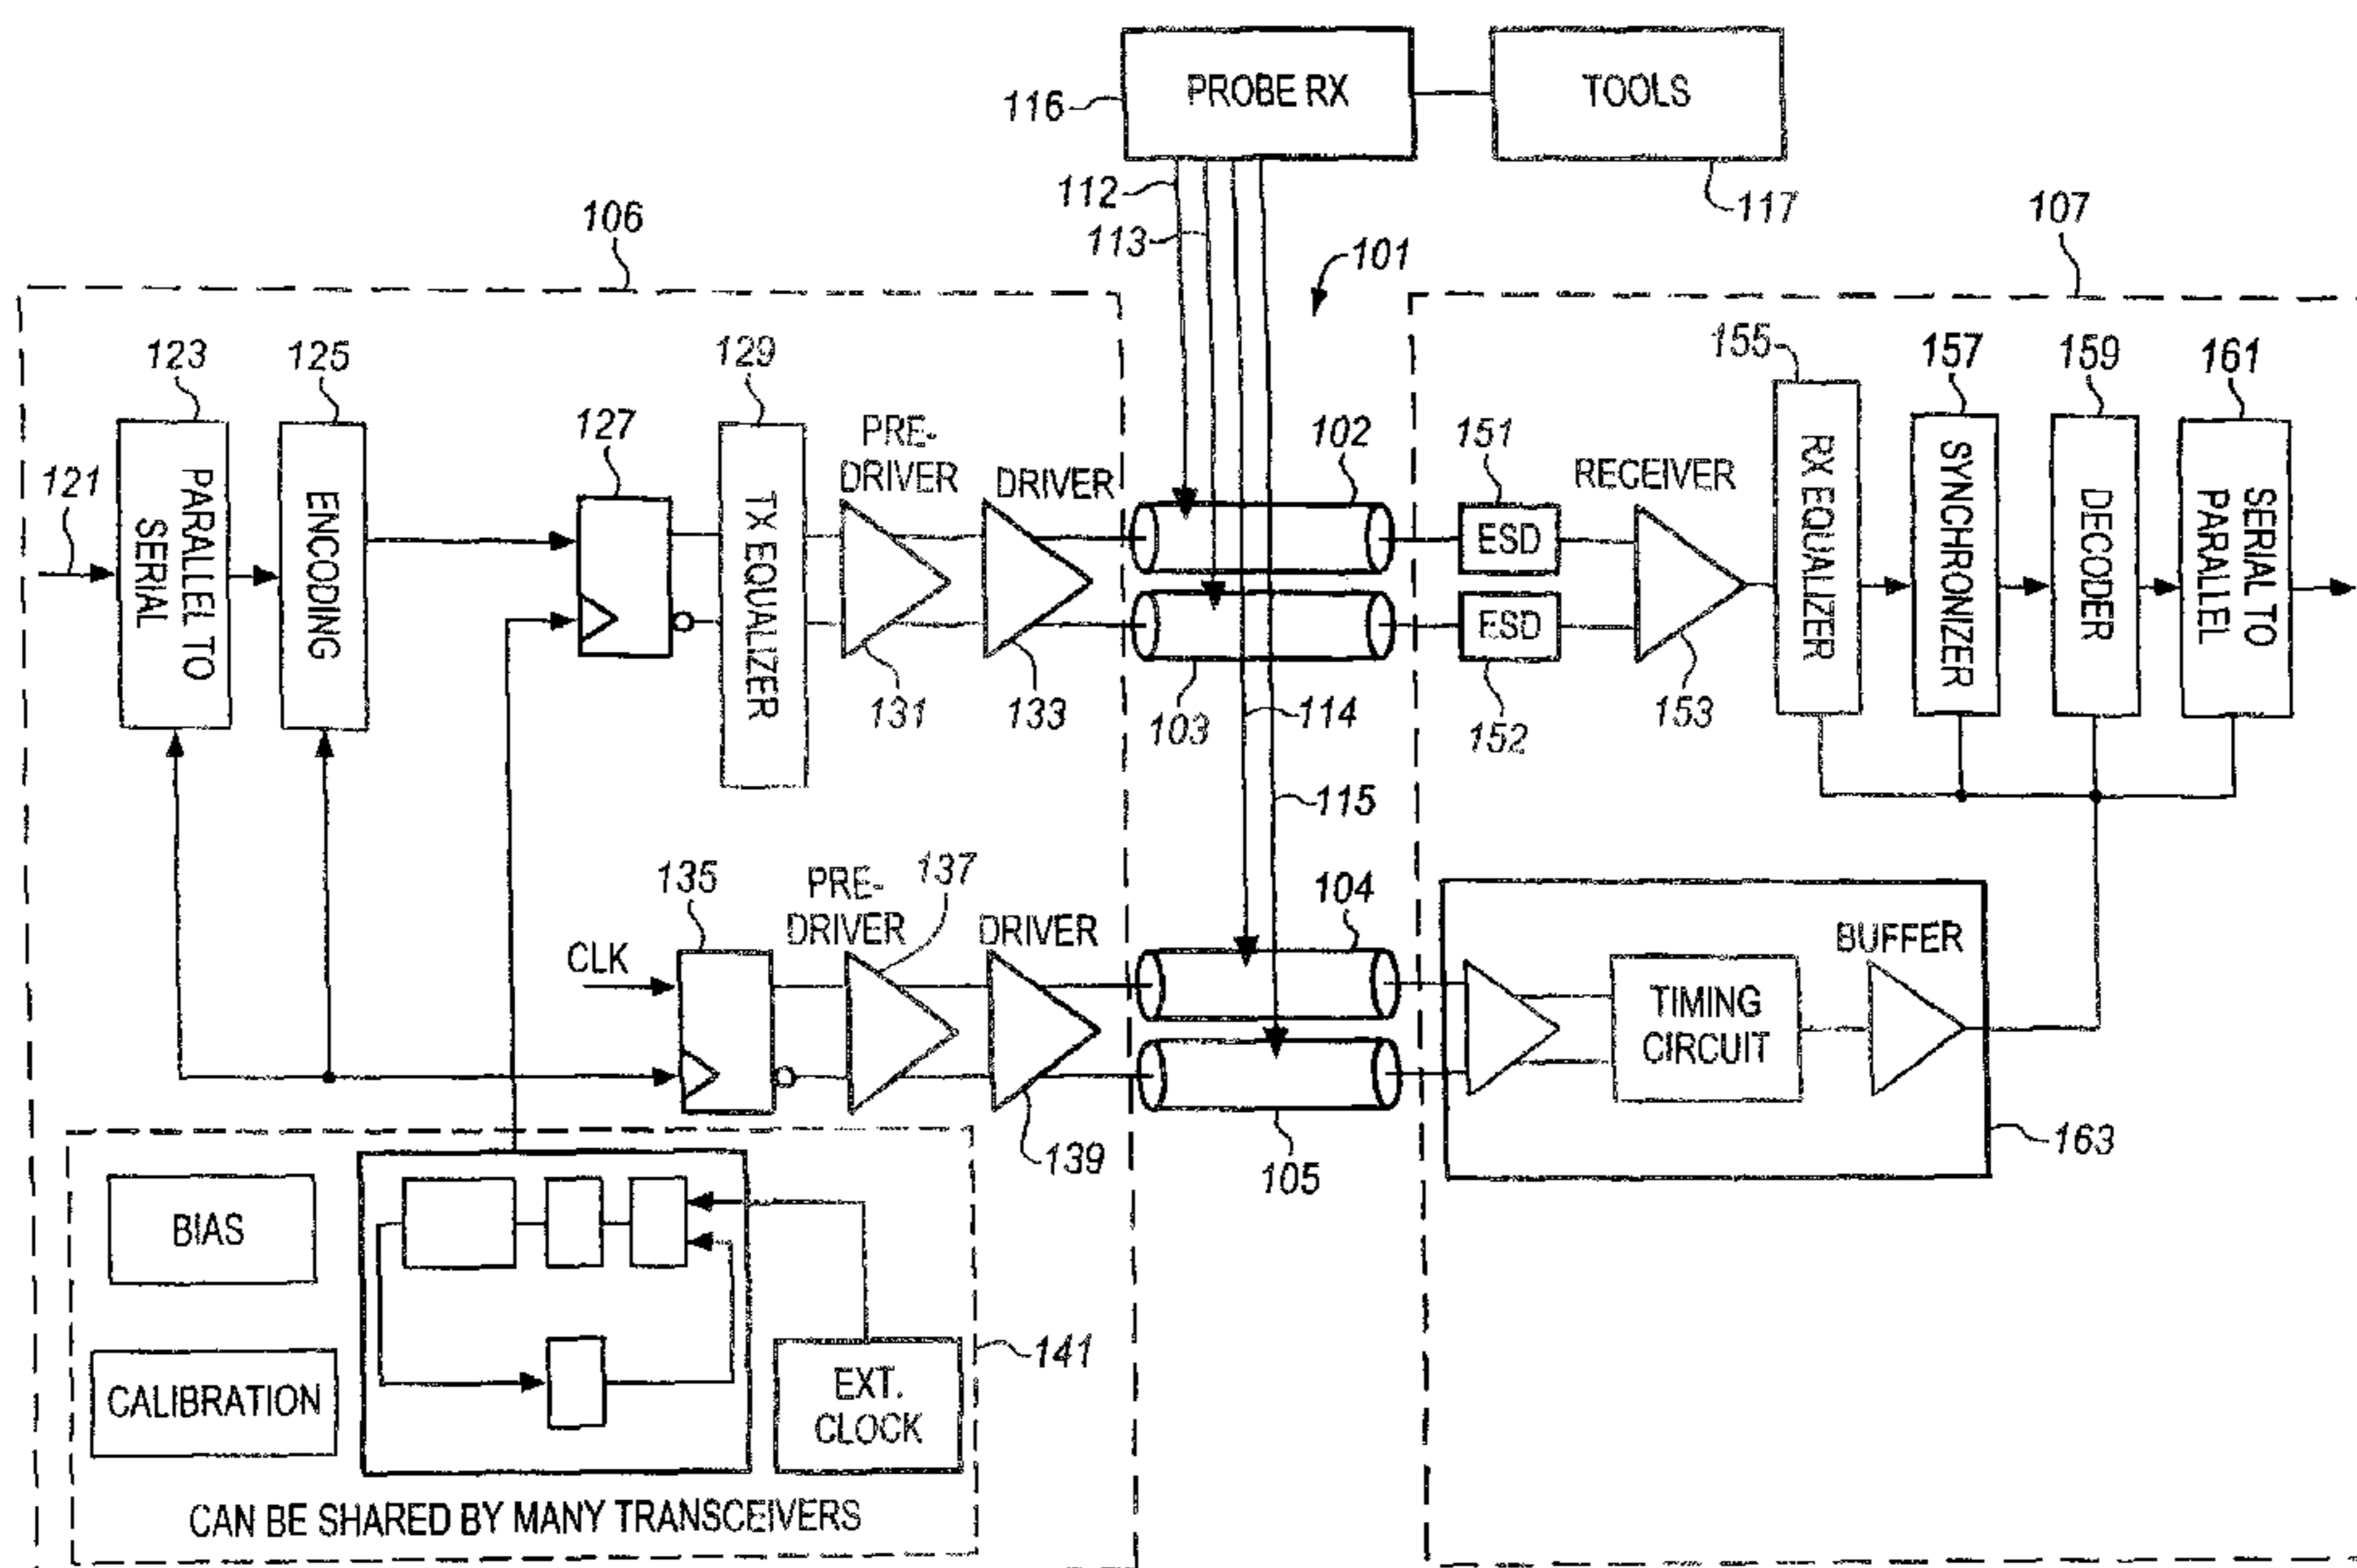 PROBE RX
TOOLS
116
112
117
106
107
113
101
123
125
129
155
157
159
161
127
PRE-
DRIVER
DRIVER
102
151
RECEIVER
121
PARALLEL TO
SERIAL
ENCODING
TX EQUALIZER
ESD
ESD
RX EQUALIZER
SYNCHRONIZER
DECODER
SERIAL TO
PARALLEL
131
133
103
114
152
153
115
135
PRE-
DRIVER
137
DRIVER
104
CLK
BUFFER
TIMING
CIRCUIT
139
105
163
BIAS
CALIBRATION
EXT.
CLOCK
141
CAN BE SHARED BY MANY TRANSCEIVERS